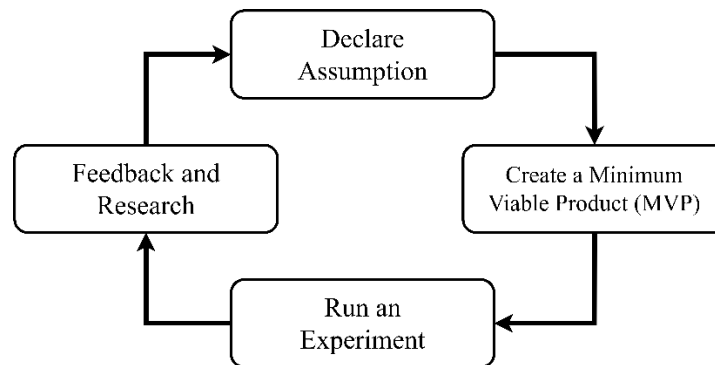 Declare
Assumption
Feedback and
Research
Create a Minimum
Viable Product (MVP)
Run an
Experiment